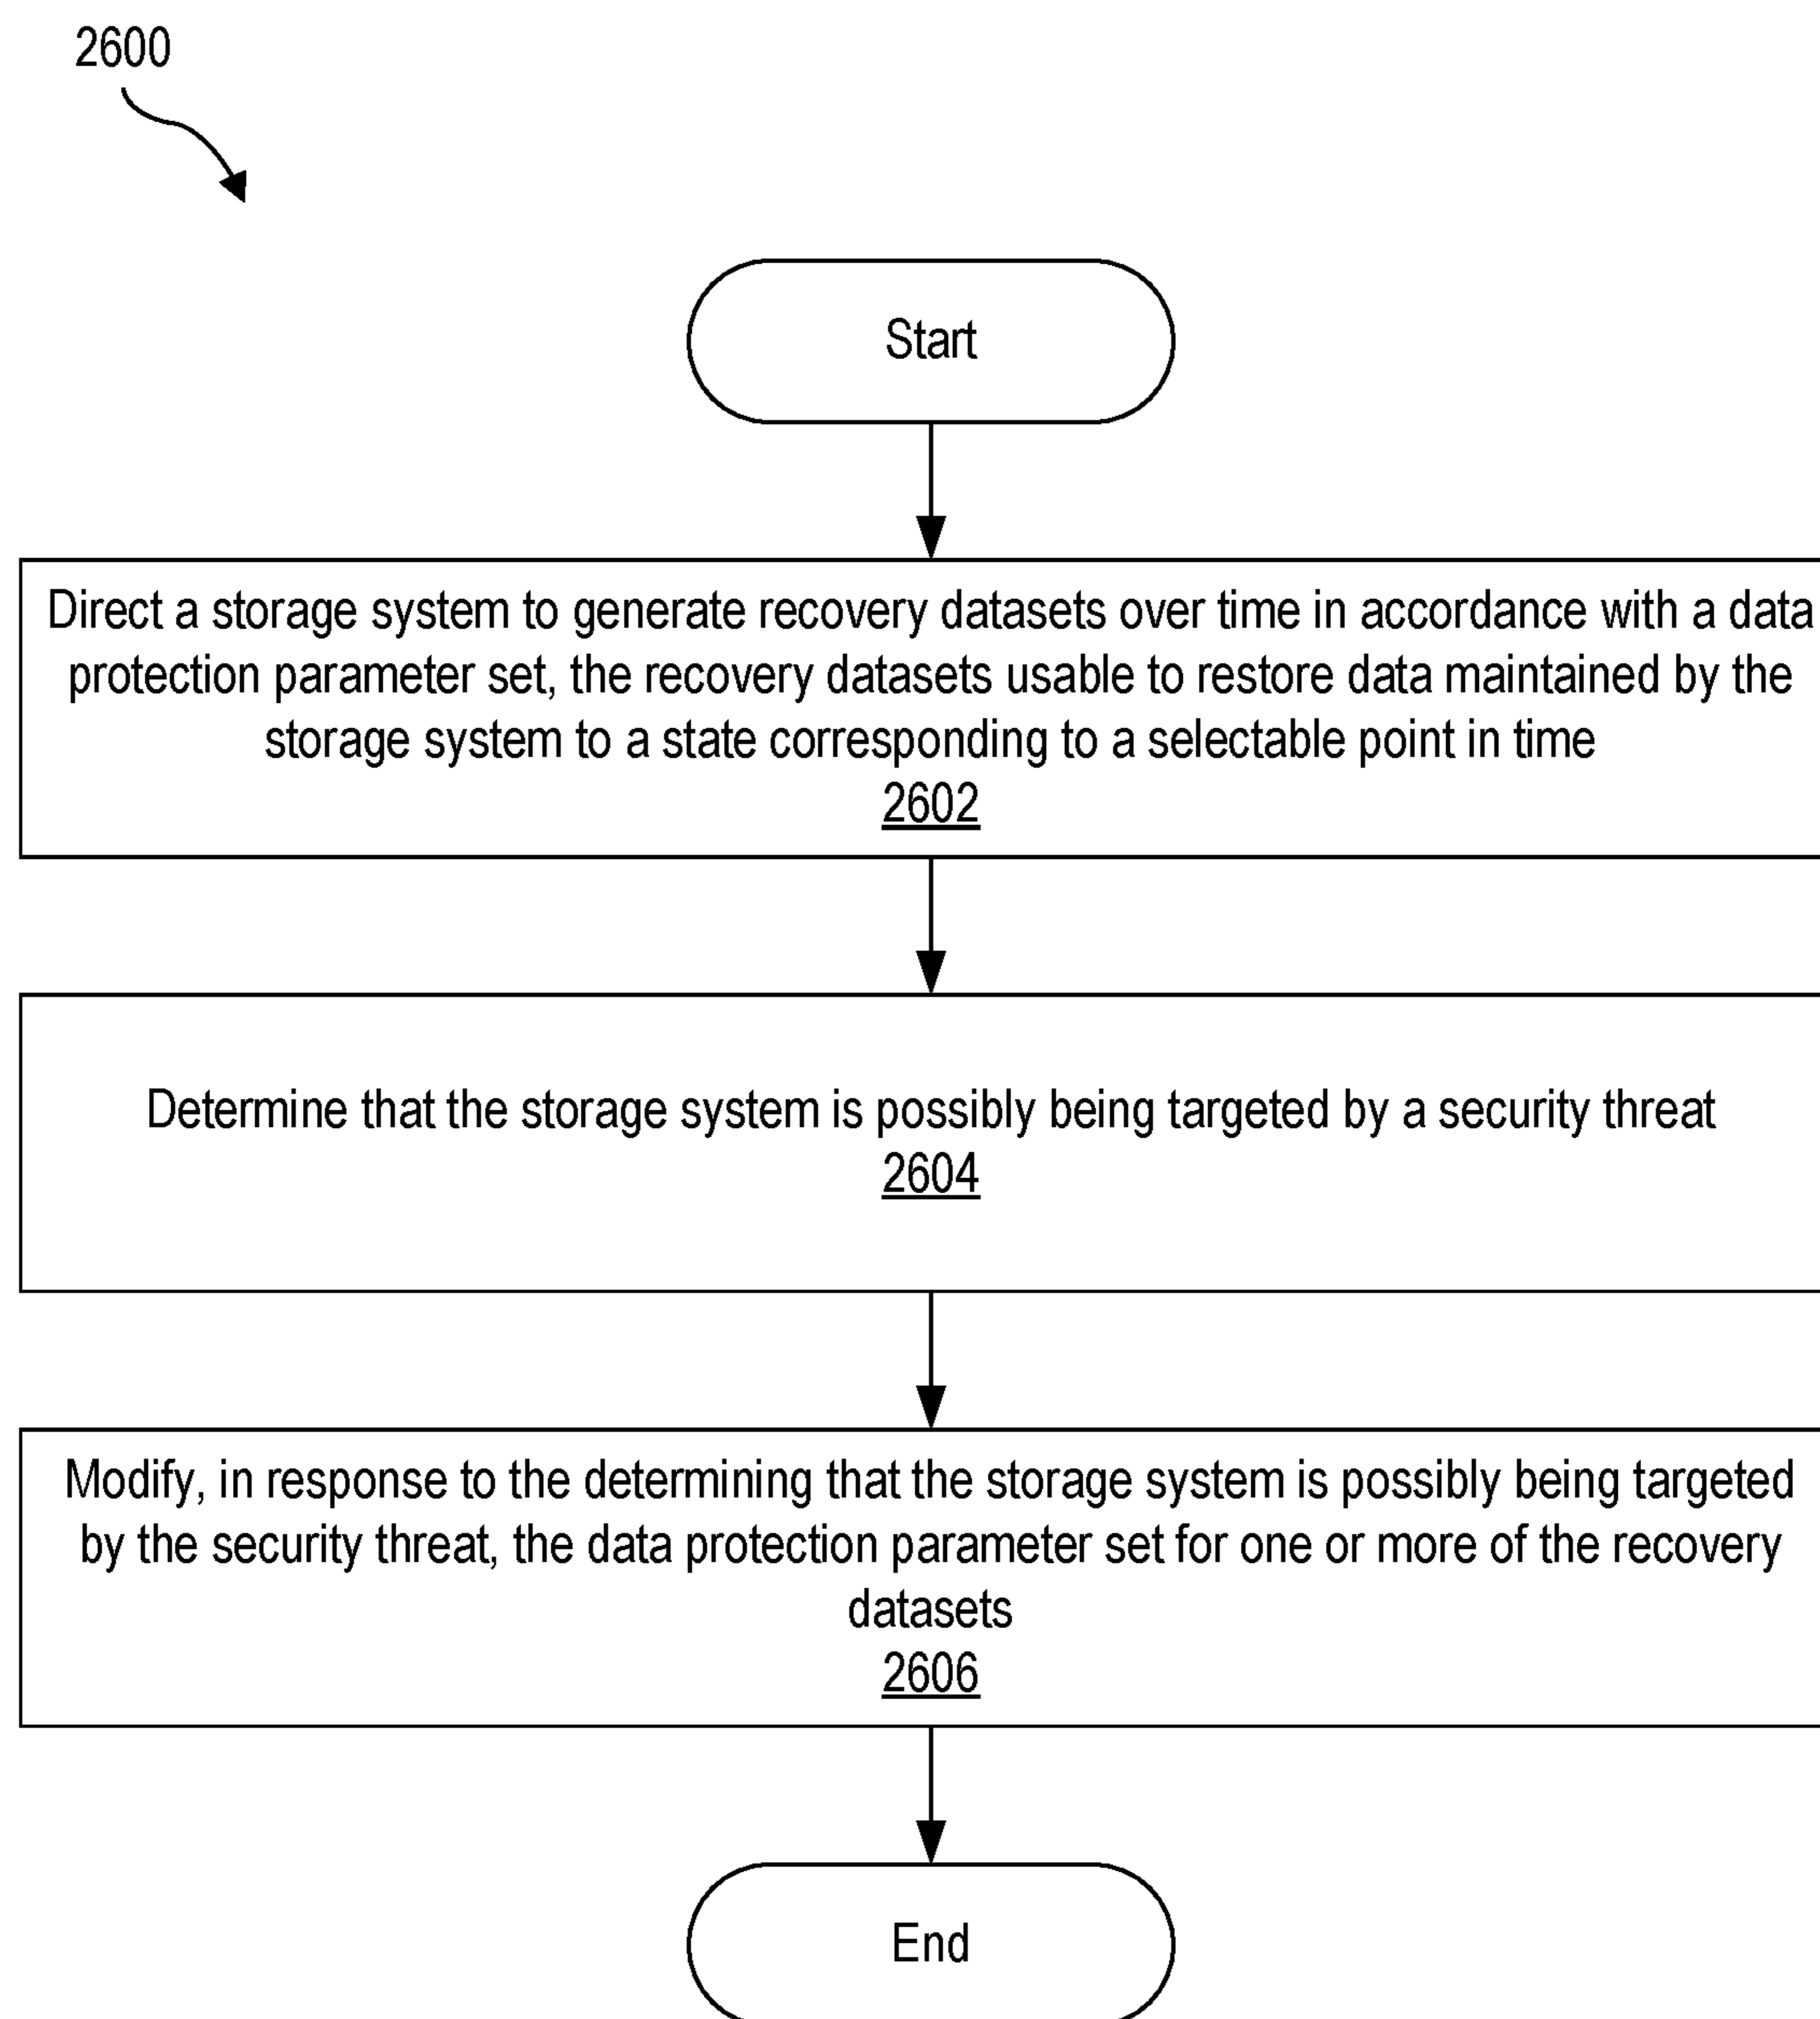 2600
Start
Direct a storage system to generate recovery datasets over time in accordance with a data
protection parameter set, the recovery datasets usable to restore data maintained by the
storage system to a state corresponding to a selectable point in time
2602
Determine that the storage system is possibly being targeted by a security threat
2604
Modify, in response to the determining that the storage system is possibly being targeted
by the security threat, the data protection parameter set for one or more of the recovery
datasets
2606
End